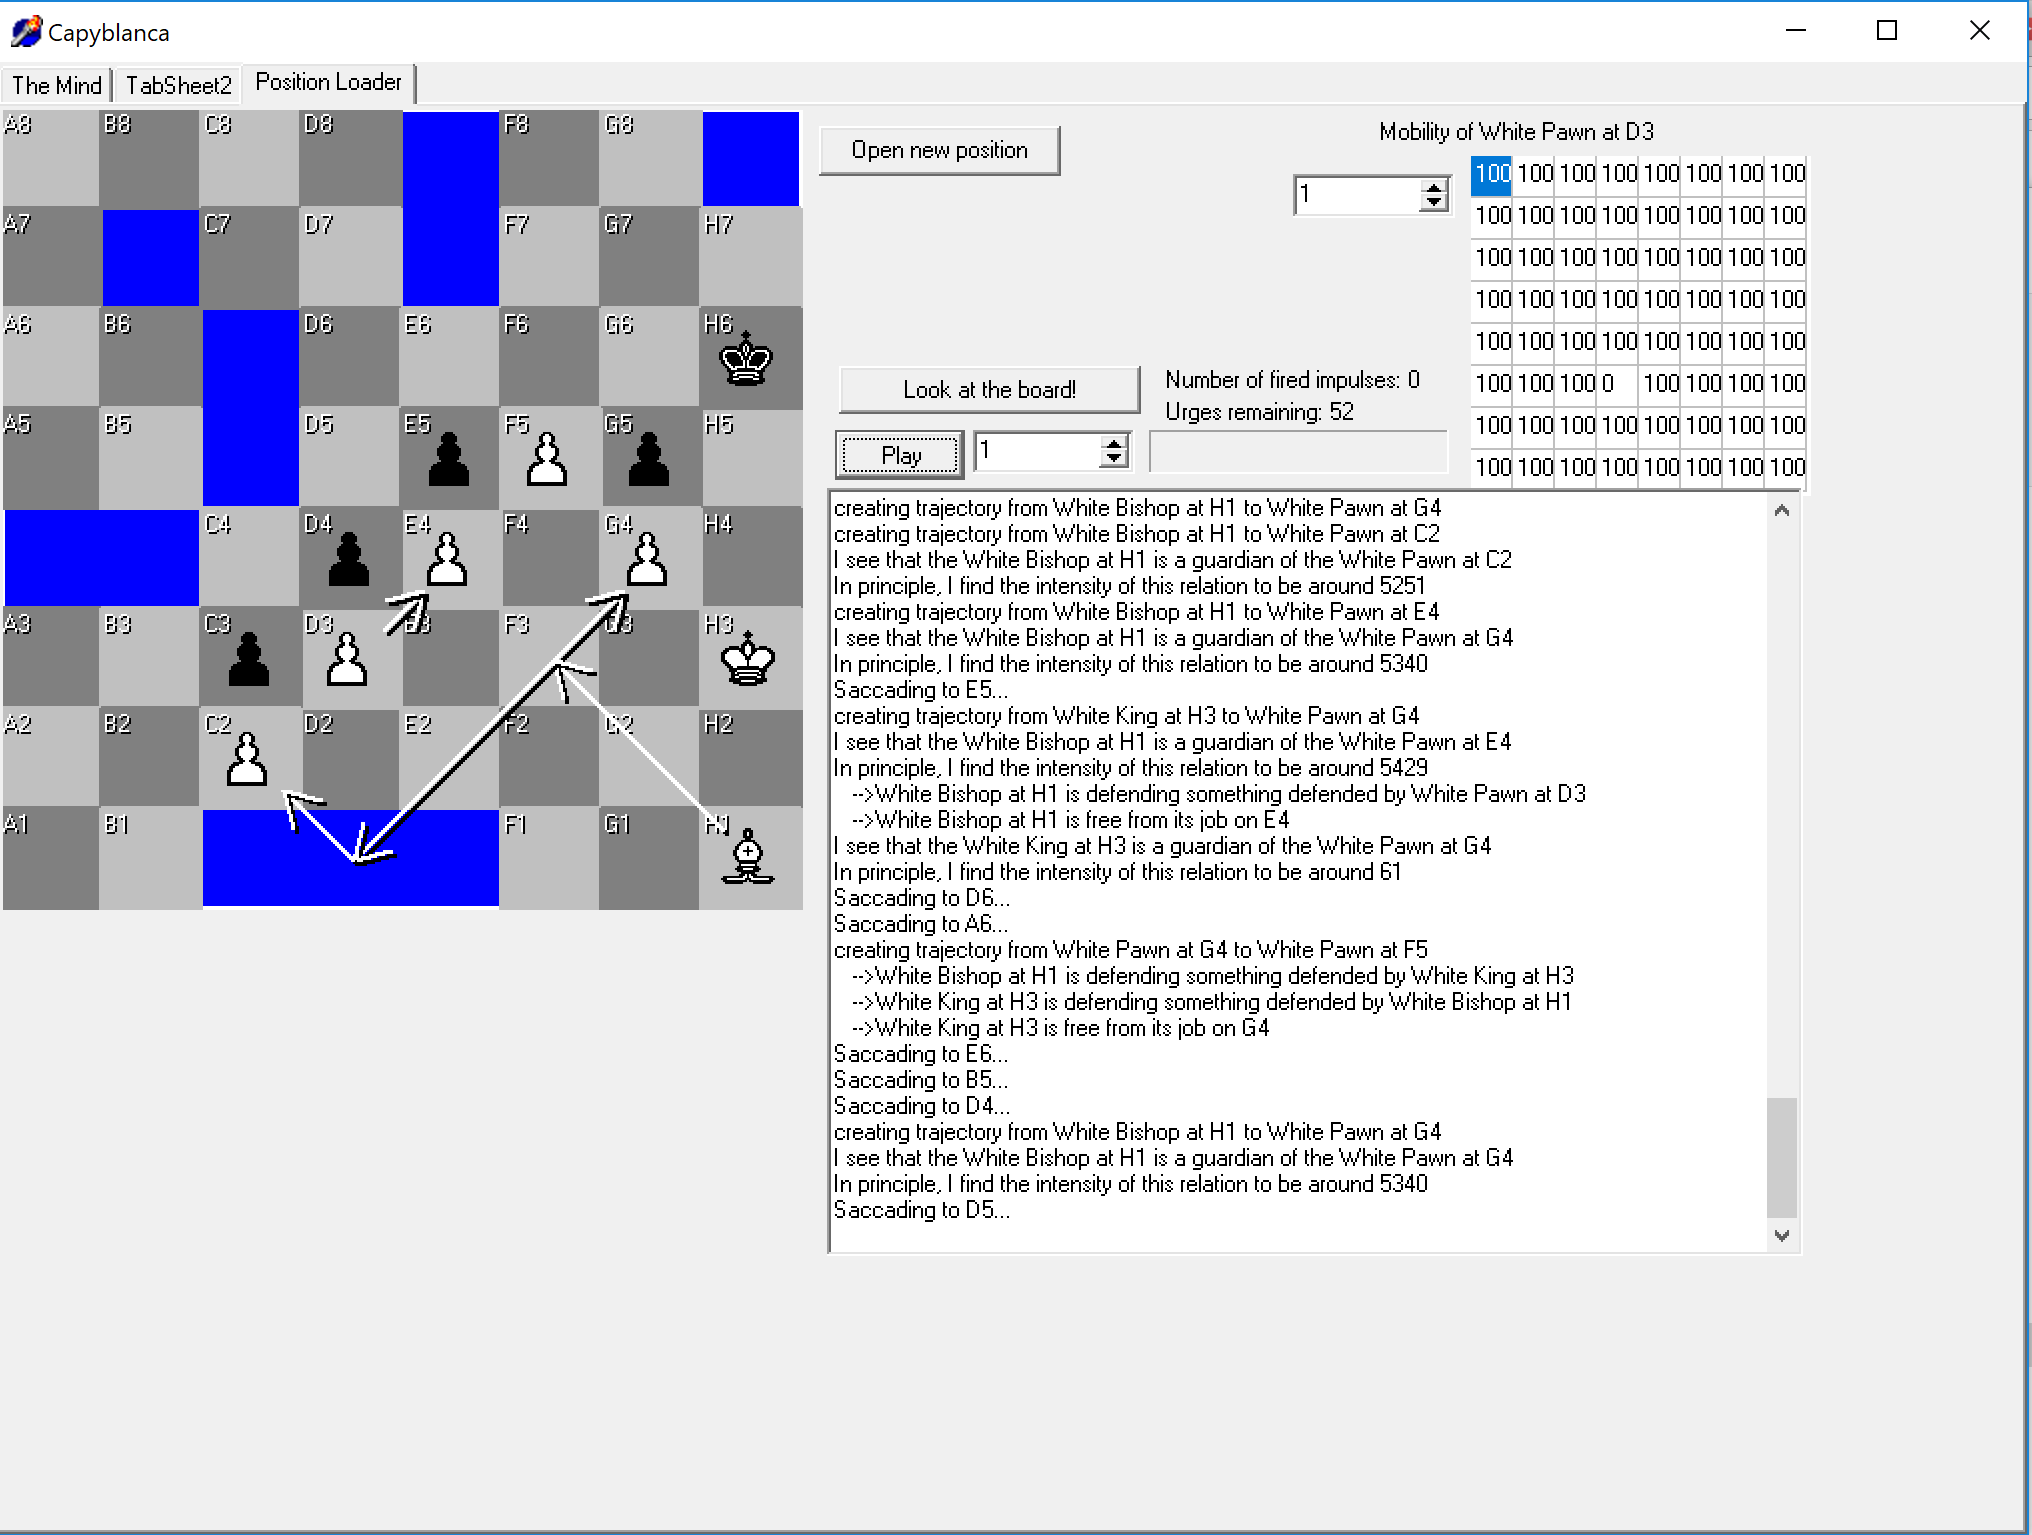 Capyblanca
The Mind TabSheet2 Position Loader
A8 B8 C8 D8 F8 G8
A7 C7 D7 F7 G7 H7
A6 B6 D6 E6 F6 G6 H6
A5 B5 D5 E5 F5 G5 H5
C4 D4 E4 F4 G4 H4
A3 B3 C3 D3 E3 F3 G3 H3
A2 B2 C2 D2 E2 F2 G2 H2
A1 B1 F1 G1 H1
Open new position
Mobility of White Pawn at D3
1
100 100 100 100 100 100 100 100
100 100 100 100 100 100 100 100
100 100 100 100 100 100 100 100
100 100 100 100 100 100 100 100
100 100 100 100 100 100 100 100
100 100 100 0 100 100 100 100
100 100 100 100 100 100 100 100
100 100 100 100 100 100 100 100
Look at the board!
Number of fired impulses: 0
Urges remaining: 52
Play
1
creating trajectory from White Bishop at H1 to White Pawn at G4
creating trajectory from White Bishop at H1 to White Pawn at C2
I see that the White Bishop at H1 is a guardian of the White Pawn at C2
In principle, I find the intensity of this relation to be around 5251
creating trajectory from White Bishop at H1 to White Pawn at E4
I see that the White Bishop at H1 is a guardian of the White Pawn at G4
In principle, I find the intensity of this relation to be around 5340
Saccading to E5...
creating trajectory from White King at H3 to White Pawn at G4
I see that the White Bishop at H1 is a guardian of the White Pawn at E4
In principle, I find the intensity of this relation to be around 5429
-->White Bishop at H1 is defending something defended by White Pawn at D3
-->White Bishop at H1 is free from its job on E4
I see that the White King at H3 is a guardian of the White Pawn at G4
In principle, I find the intensity of this relation to be around 61
Saccading to D6...
Saccading to A6...
creating trajectory from White Pawn at G4 to White Pawn at F5
-->White Bishop at H1 is defending something defended by White King at H3
-->White King at H3 is defending something defended by White Bishop at H1
-->White King at H3 is free from its job on G4
Saccading to E6...
Saccading to B5...
Saccading to D4...
creating trajectory from White Bishop at H1 to White Pawn at G4
I see that the White Bishop at H1 is a guardian of the White Pawn at G4
In principle, I find the intensity of this relation to be around 5340
Saccading to D5...